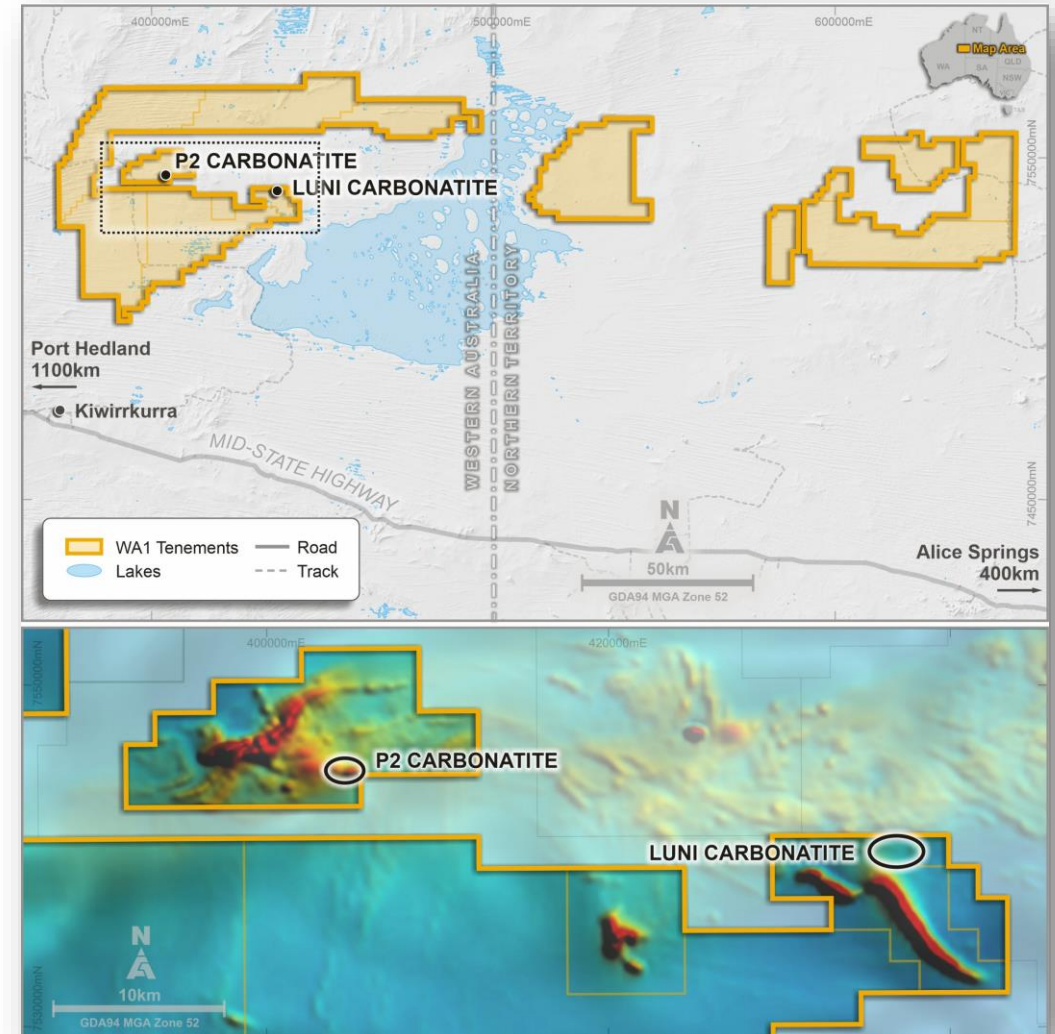 400000mE
500000mE
600000mE
NT
Map Area
WA
SA
QLD
NSW
7550000mN
P2 CARBONATITE
LUNI CARBONATITE
WESTERN AUSTRALIA
NORTHERN TERRITORY
Port Hedland
1100km
Kiwirrkurra
MID-STATE HIGHWAY
7450000mN
WA1 Tenements
Road
Lakes
Track
N
50km
GDA94 MGA Zone 52
Alice Springs
400km
400000mE
420000mE
7550000mN
P2 CARBONATITE
LUNI CARBONATITE
N
10km
GDA94 MGA Zone 52
7530000mN